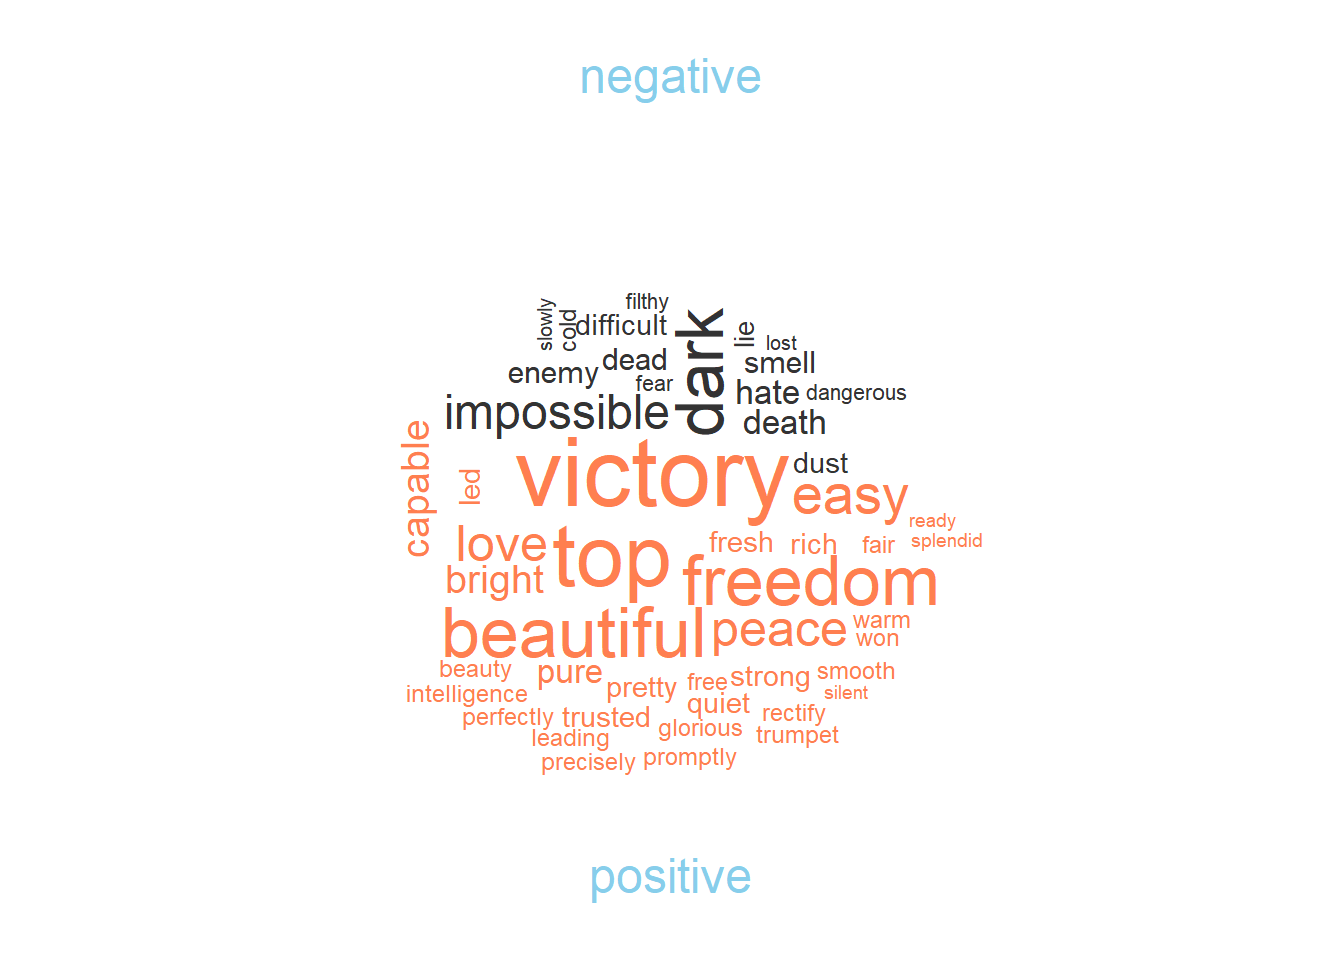 negative
filthy
slowly
cold
difficult
dark
lie
lost
dead
smell
enemy
fear
hate
dangerous
impossible
death
capable
led
victory
dust
easy
ready
love
top
fresh
rich
fair
splendid
bright
freedom
beautiful
peace
warm
won
beauty
pure
pretty
free
strong
smooth
intelligence
silent
quiet
perfectly
trusted
rectify
glorious
leading
trumpet
precisely
promptly
positive